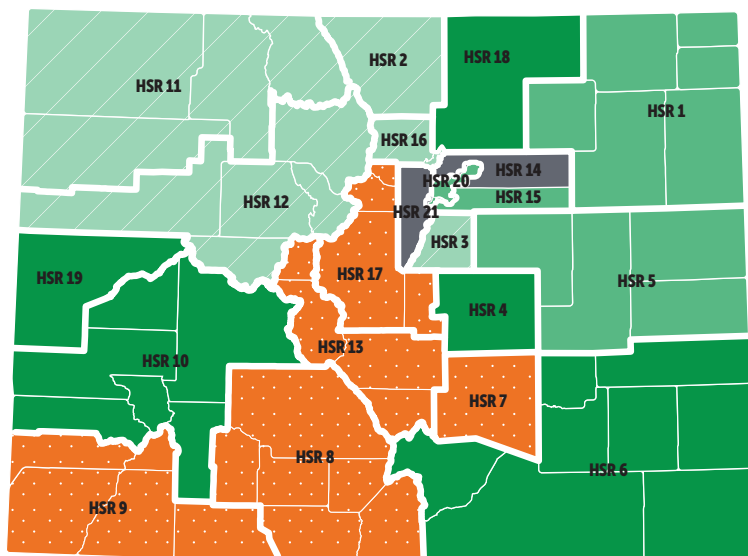 HSR 2
HSR 18
HSR 11
HSR 1
HSR 16
HSR 14
HSR 20
HSR 15
HSR 12
HSR 21
HSR 3
HSR 17
HSR 19
HSR 5
HSR 4
HSR 13
HSR 10
HSR 7
HSR 8
HSR 6
HSR 9